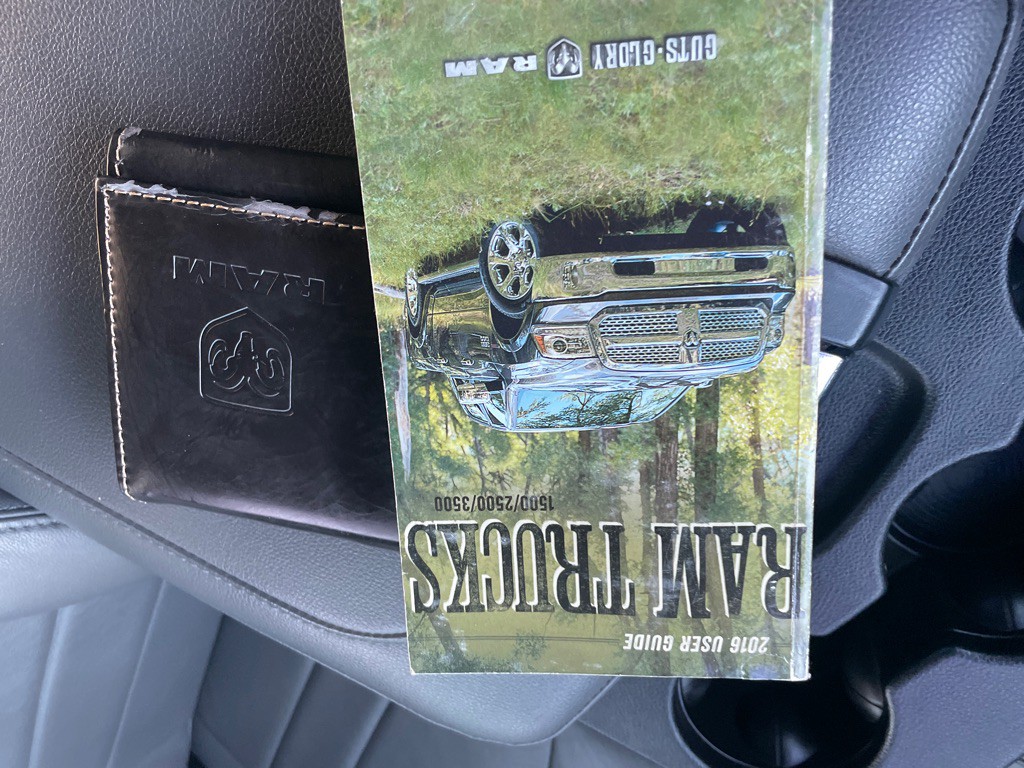 2016 USER GUIDE
RAM TRUCKS
1500/2500/3500
GUTS • GLORY RAM
RAM